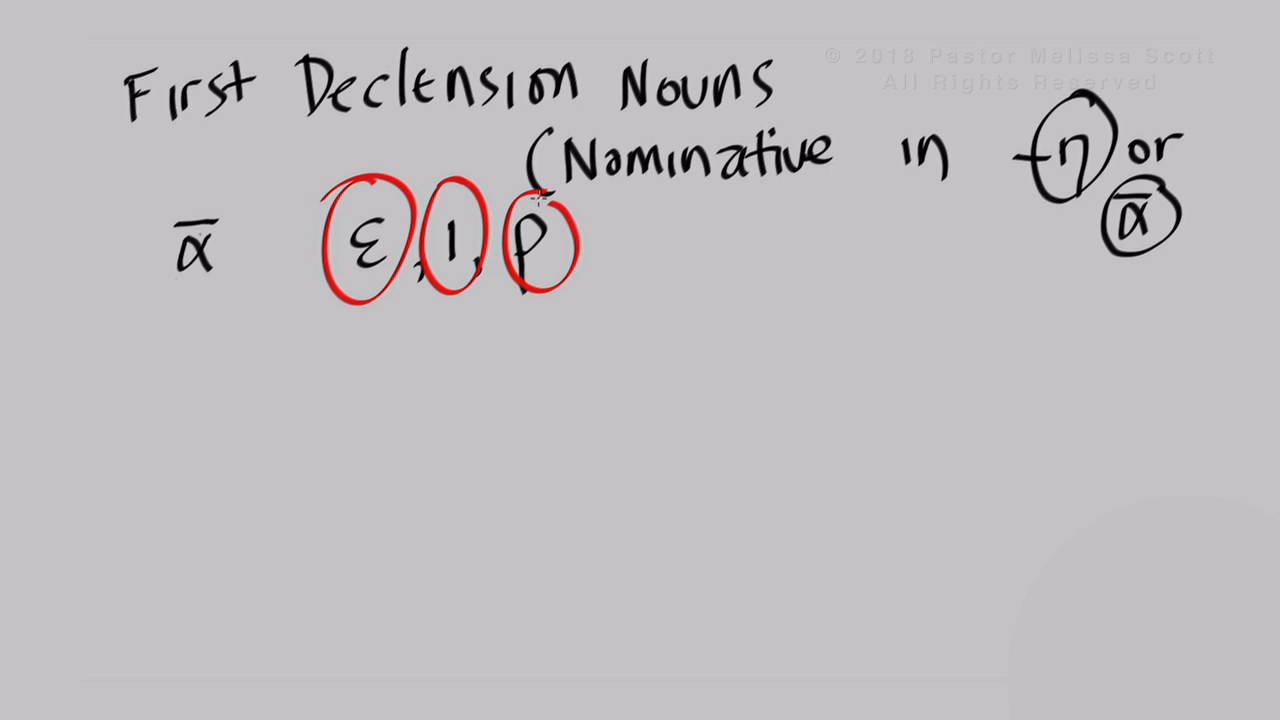 © 2018 Pastor Melissa Scott
All Rights Reserved
First Declension Nouns
(Nominative in -η or
ᾱ
ᾱ ε, ι, ρ